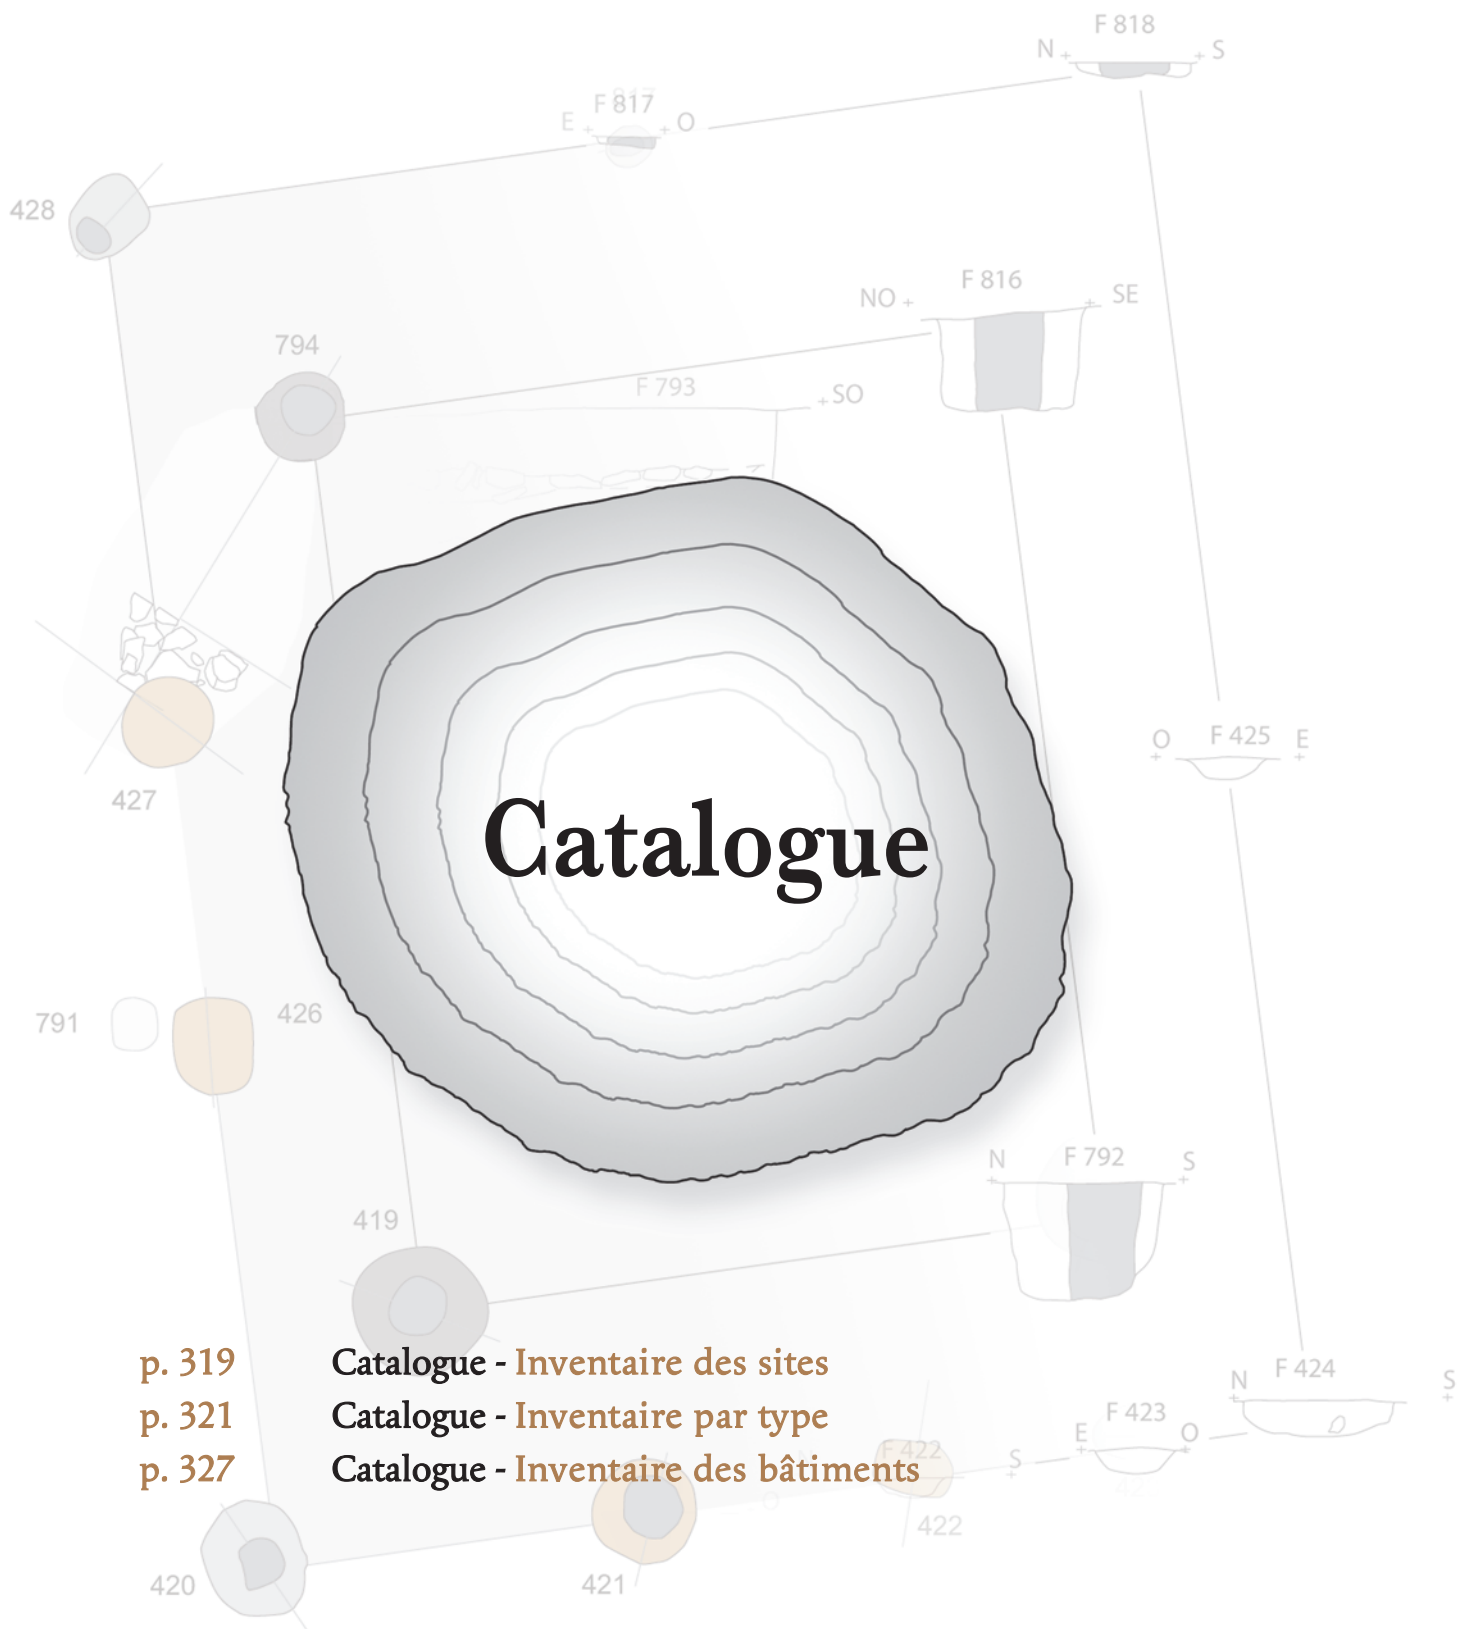 F 818
N S
F 817
E O
428
F 816
NO SE
794
F 793
SO
F 425
O E
427
Catalogue
791
426
F 792
N S
419
p. 319 Catalogue - Inventaire des sites
p. 321 Catalogue - Inventaire par type
p. 327 Catalogue - Inventaire des bâtiments
F 424
N S
F 423
E O
F 422
S
422
420
421